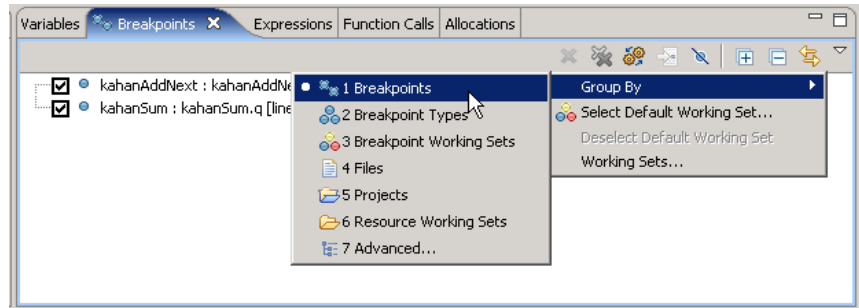 Variables Breakpoints Expressions Function Calls Allocations
kahanAddNext : kahanAddNe
kahanSum : kahanSum.q [line
1 Breakpoints
2 Breakpoint Types
3 Breakpoint Working Sets
4 Files
5 Projects
6 Resource Working Sets
7 Advanced...
Group By
Select Default Working Set...
Deselect Default Working Set
Working Sets...